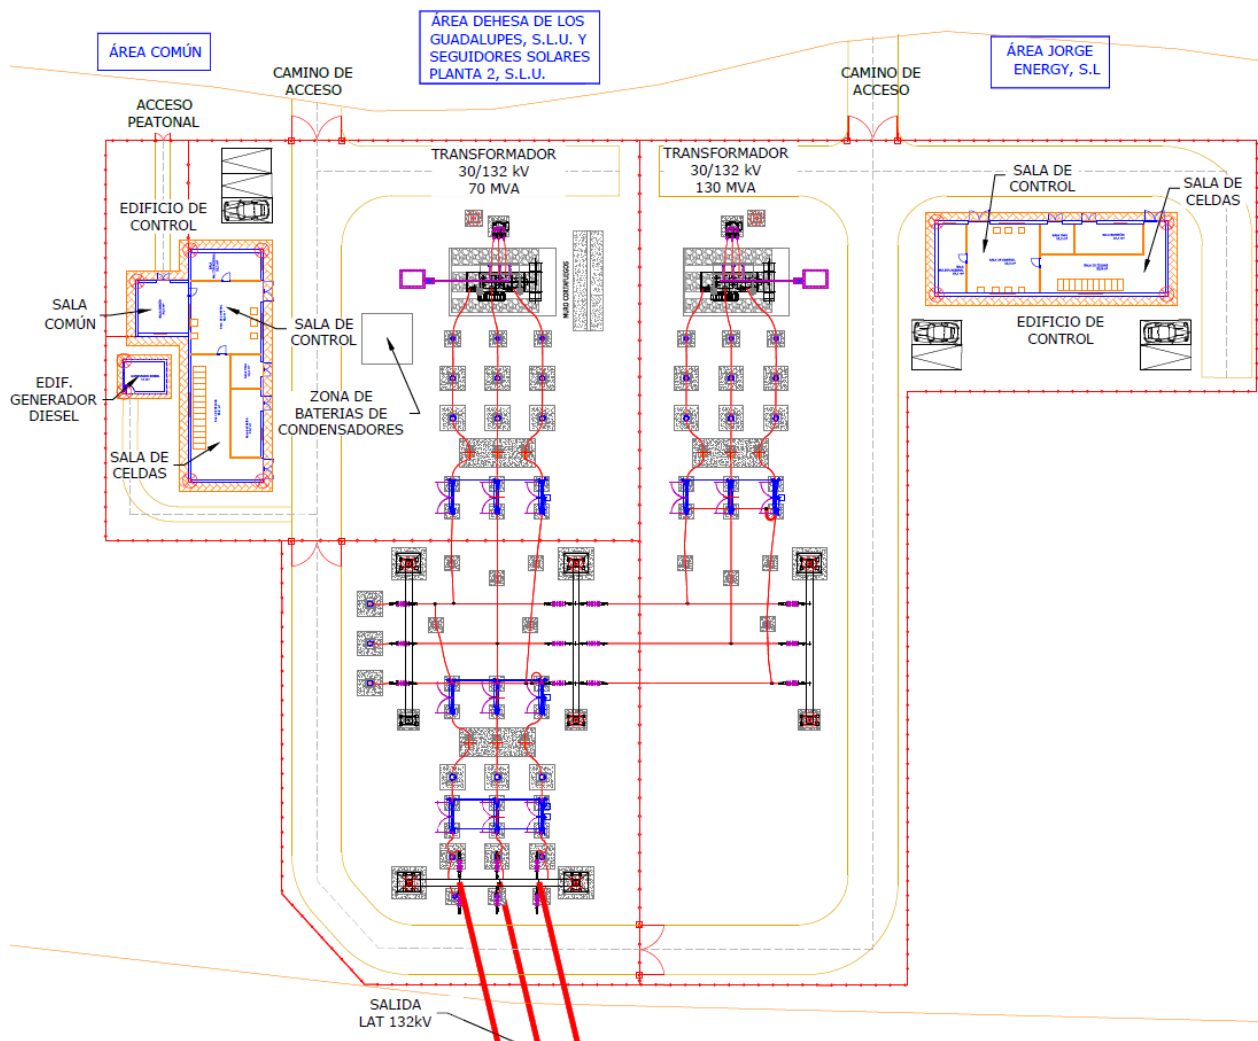 ÁREA COMÚN
ÁREA DEHESA DE LOS
GUADALUPES, S.L.U. Y
SEGUIDORES SOLARES
PLANTA 2, S.L.U.
ÁREA JORGE
ENERGY, S.L
CAMINO DE
ACCESO
CAMINO DE
ACCESO
ACCESO
PEATONAL
TRANSFORMADOR
30/132 kV
70 MVA
TRANSFORMADOR
30/132 kV
130 MVA
SALA DE
CONTROL
SALA DE
CELDAS
EDIFICIO DE
CONTROL
MURO CORTAFUEGOS
SALA
COMÚN
SALA DE
CONTROL
EDIFICIO DE
CONTROL
EDIF.
GENERADOR
DIESEL
ZONA DE
BATERIAS DE
CONDENSADORES
SALA DE
CELDAS
SALIDA
LAT 132kV